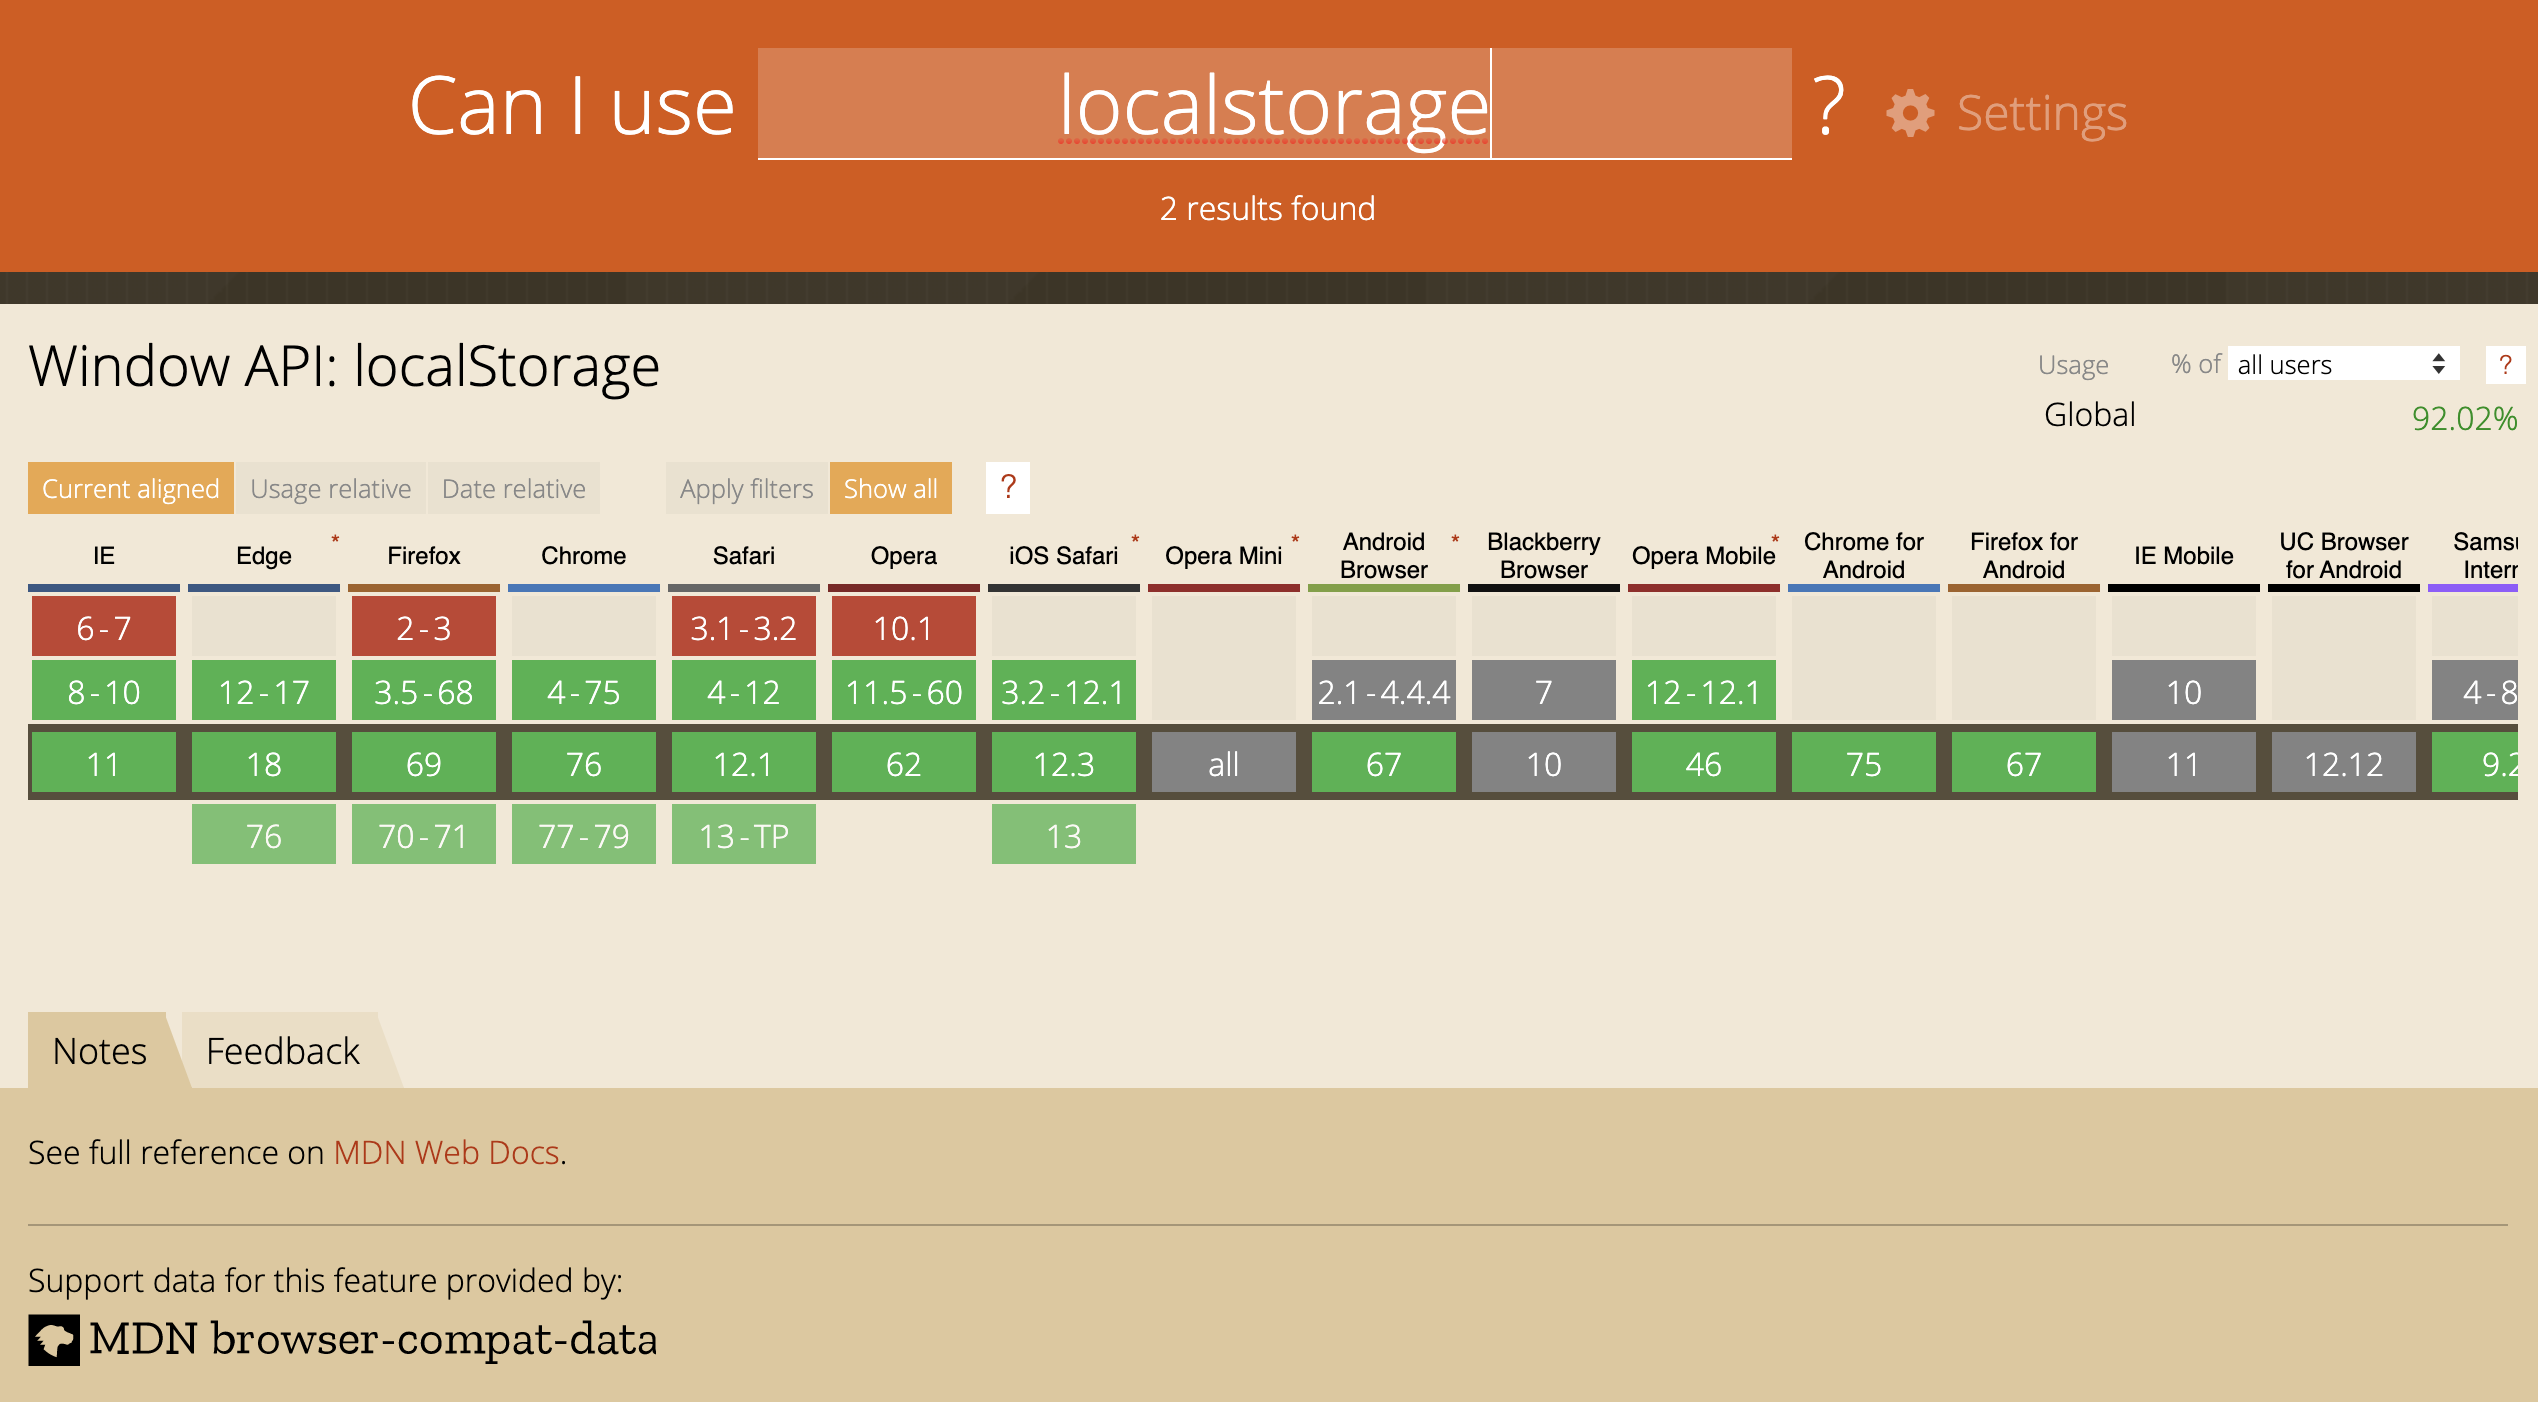 Can I use localstorage ? Settings
2 results found
Window API: localStorage
Usage % of all users ?
Global 92.02%
Current aligned Usage relative Date relative Apply filters Show all ?
IE Edge * Firefox Chrome Safari Opera iOS Safari * Opera Mini * Android Browser * Blackberry Browser Opera Mobile * Chrome for Android Firefox for Android IE Mobile UC Browser for Android
6-7 2-3 3.1-3.2 10.1
8-10 12-17 3.5-68 4-75 4-12 11.5-60 3.2-12.1 2.1-4.4.4 7 12-12.1 10 4-8
11 18 69 76 12.1 62 12.3 all 67 10 46 75 67 11 12.12 9.2
76 70-71 77-79 13-TP 13
Notes Feedback
See full reference on MDN Web Docs.
Support data for this feature provided by:
MDN browser-compat-data